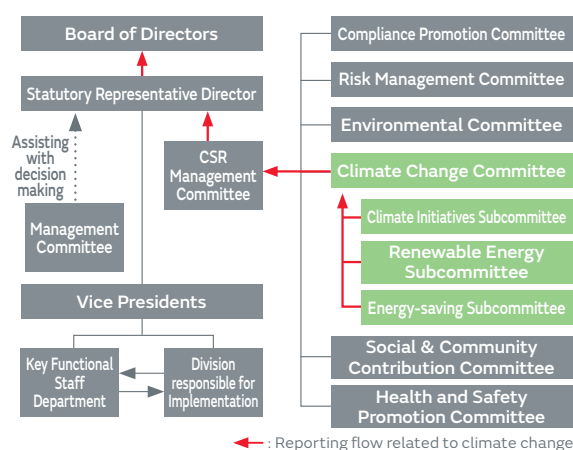 Board of Directors
Statutory Representative Director
Assisting
with
decision
making
CSR
Management
Committee
Management
Committee
Vice Presidents
Key Functional
Staff
Department
Division
responsible for
Implementation
Compliance Promotion Committee
Risk Management Committee
Environmental Committee
Climate Change Committee
Climate Initiatives Subcommittee
Renewable Energy
Subcommittee
Energy-saving Subcommittee
Social & Community
Contribution Committee
Health and Safety
Promotion Committee
: Reporting flow related to climate change